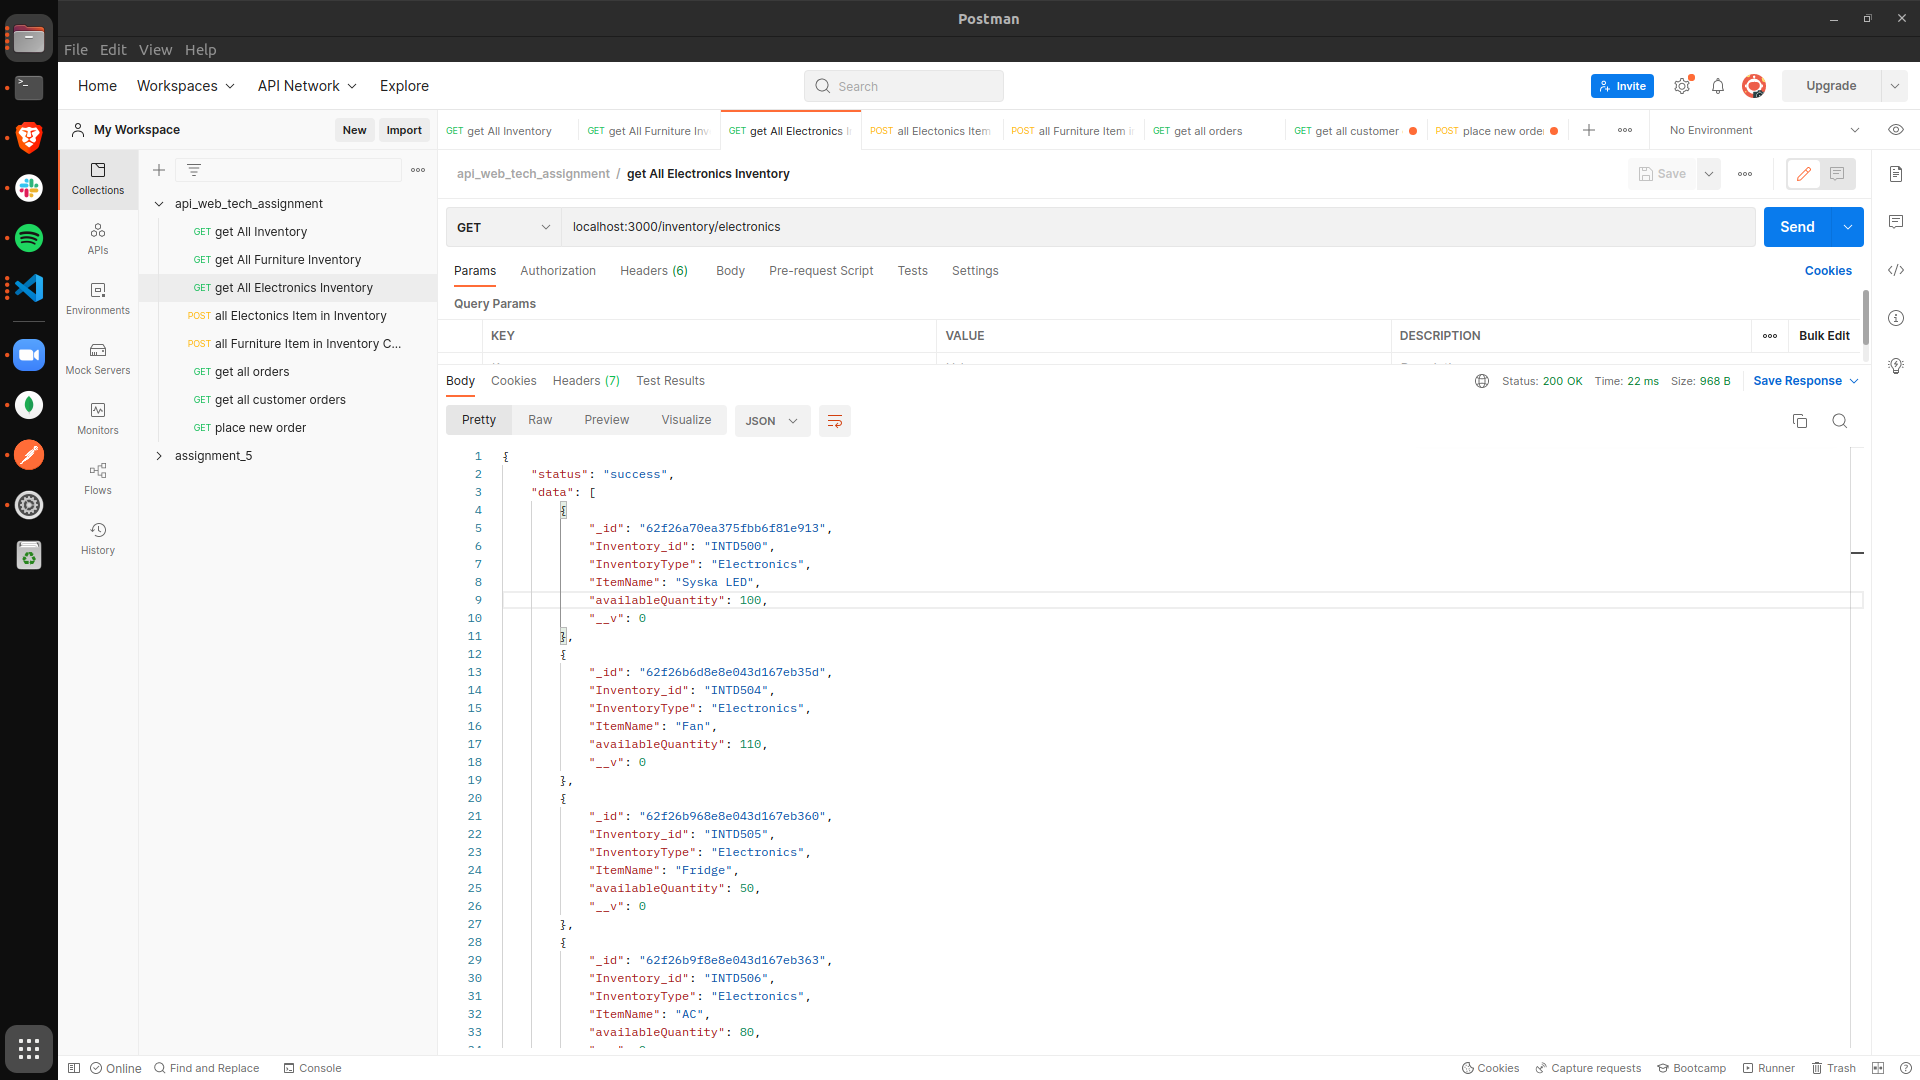 Postman
File Edit View Help
Home Workspaces API Network Explore
Search
Invite
Upgrade
My Workspace
New Import
GET get All Inventory
GET get All Furniture Inv
GET get All Electronics I
POST all Electonics Item
POST all Furniture Item i
GET get all orders
GET get all customer
POST place new orde
No Environment
Collections
APIs
Environments
Mock Servers
Monitors
Flows
History
api_web_tech_assignment
GET get All Inventory
GET get All Furniture Inventory
GET get All Electronics Inventory
POST all Electonics Item in Inventory
POST all Furniture Item in Inventory C...
GET get all orders
GET get all customer orders
GET place new order
assignment_5
api_web_tech_assignment / get All Electronics Inventory
Save
GET localhost:3000/inventory/electronics
Send
Params Authorization Headers (6) Body Pre-request Script Tests Settings
Cookies
Query Params
KEY VALUE DESCRIPTION
Bulk Edit
Body Cookies Headers (7) Test Results
Status: 200 OK Time: 22 ms Size: 968 B
Save Response
Pretty Raw Preview Visualize JSON
1 {
2 "status": "success",
3 "data": [
4 {
5 "_id": "62f26a70ea375fbb6f81e913",
6 "Inventory_id": "INTD500",
7 "InventoryType": "Electronics",
8 "ItemName": "Syska LED",
9 "availableQuantity": 100,
10 "__v": 0
11 },
12 {
13 "_id": "62f26b6d8e8e043d167eb35d",
14 "Inventory_id": "INTD504",
15 "InventoryType": "Electronics",
16 "ItemName": "Fan",
17 "availableQuantity": 110,
18 "__v": 0
19 },
20 {
21 "_id": "62f26b968e8e043d167eb360",
22 "Inventory_id": "INTD505",
23 "InventoryType": "Electronics",
24 "ItemName": "Fridge",
25 "availableQuantity": 50,
26 "__v": 0
27 },
28 {
29 "_id": "62f26b9f8e8e043d167eb363",
30 "Inventory_id": "INTD506",
31 "InventoryType": "Electronics",
32 "ItemName": "AC",
33 "availableQuantity": 80,
Online Find and Replace Console
Cookies Capture requests Bootcamp Runner Trash